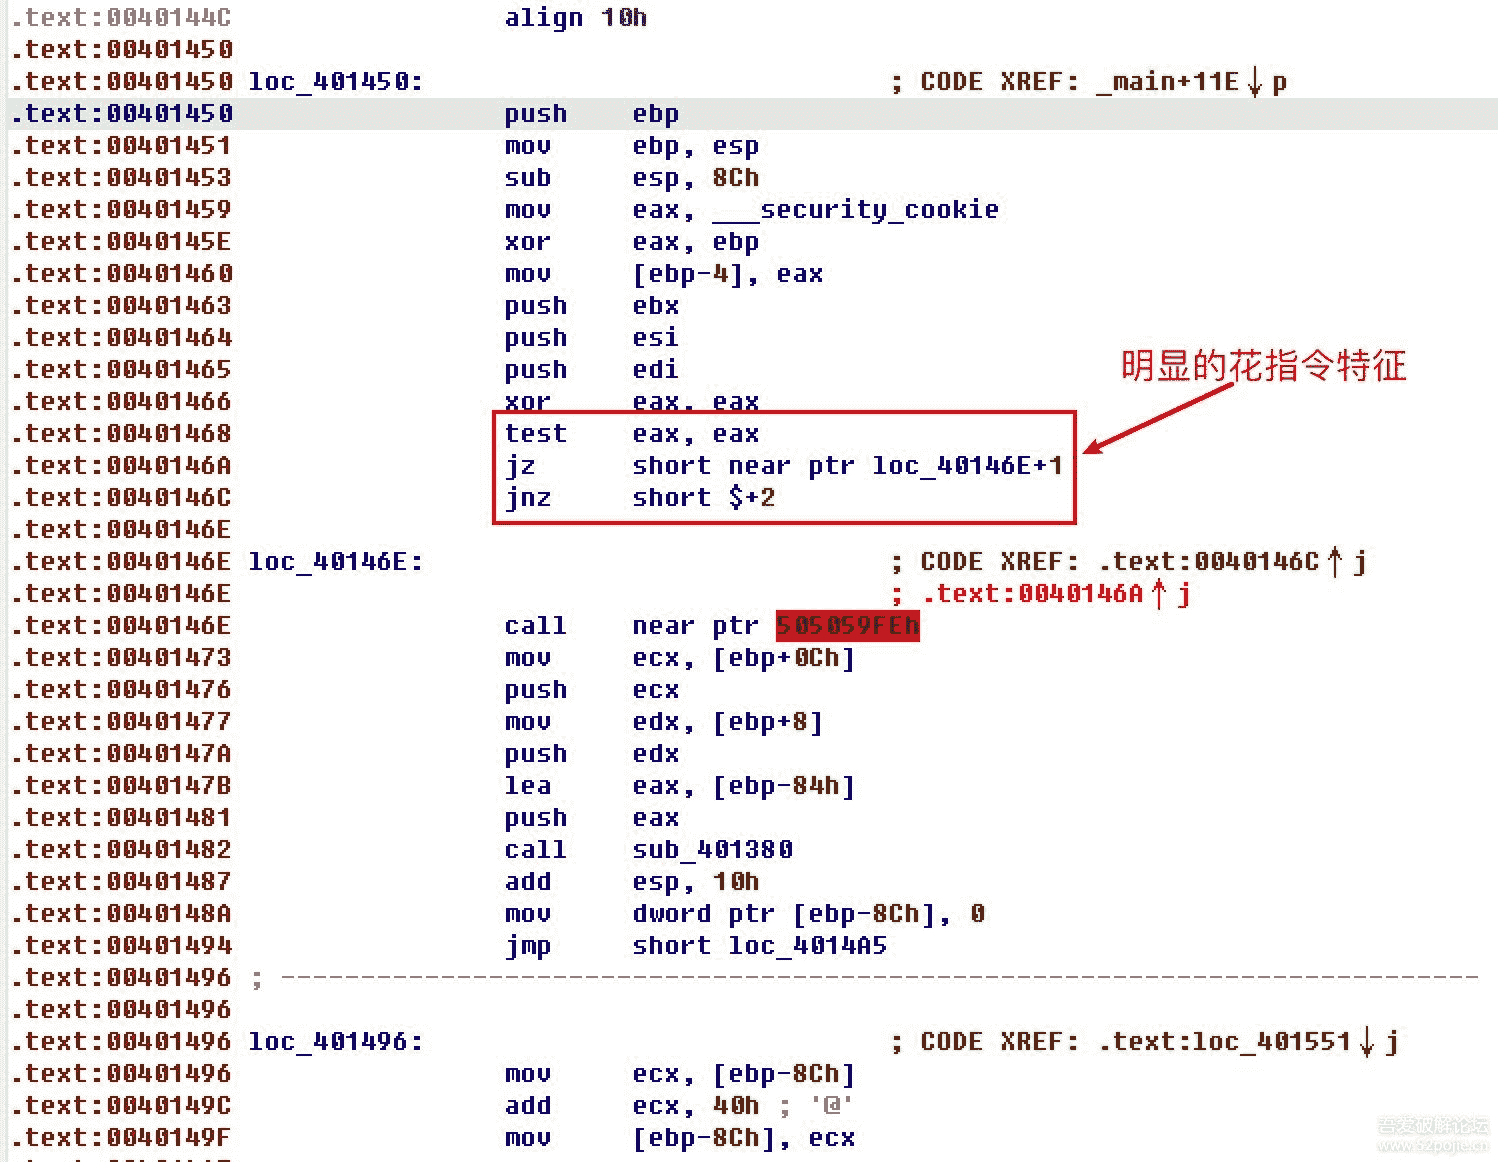 .text:0040144C align 10h
.text:00401450
.text:00401450 loc_401450: ; CODE XREF: _main+11E↓p
.text:00401450 push ebp
.text:00401451 mov ebp, esp
.text:00401453 sub esp, 8Ch
.text:00401459 mov eax, ___security_cookie
.text:0040145E xor eax, ebp
.text:00401460 mov [ebp-4], eax
.text:00401463 push ebx
.text:00401464 push esi
.text:00401465 push edi
明显的花指令特征
.text:00401466 xor eax, eax
.text:00401468 test eax, eax
.text:0040146A jz short near ptr loc_40146E+1
.text:0040146C jnz short $+2
.text:0040146E
.text:0040146E loc_40146E: ; CODE XREF: .text:0040146C↑j
.text:0040146E ; .text:0040146A↑j
.text:0040146E call near ptr 505059FEh
.text:00401473 mov ecx, [ebp+0Ch]
.text:00401476 push ecx
.text:00401477 mov edx, [ebp+8]
.text:0040147A push edx
.text:0040147B lea eax, [ebp-84h]
.text:00401481 push eax
.text:00401482 call sub_401380
.text:00401487 add esp, 10h
.text:0040148A mov dword ptr [ebp-8Ch], 0
.text:00401494 jmp short loc_4014A5
.text:00401496 ; ---------------------------------------------------------------------------
.text:00401496
.text:00401496 loc_401496: ; CODE XREF: .text:loc_401551↓j
.text:00401496 mov ecx, [ebp-8Ch]
.text:0040149C add ecx, 40h ; '@'
.text:0040149F mov [ebp-8Ch], ecx
吾爱破解论坛
www.52pojie.cn